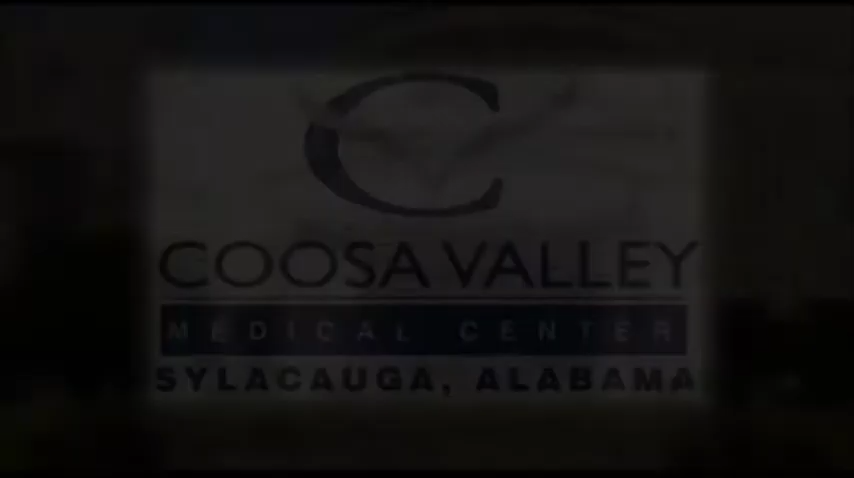 C
COOSA VALLEY
MEDICAL CENTER
SYLACAUGA, ALABAMA